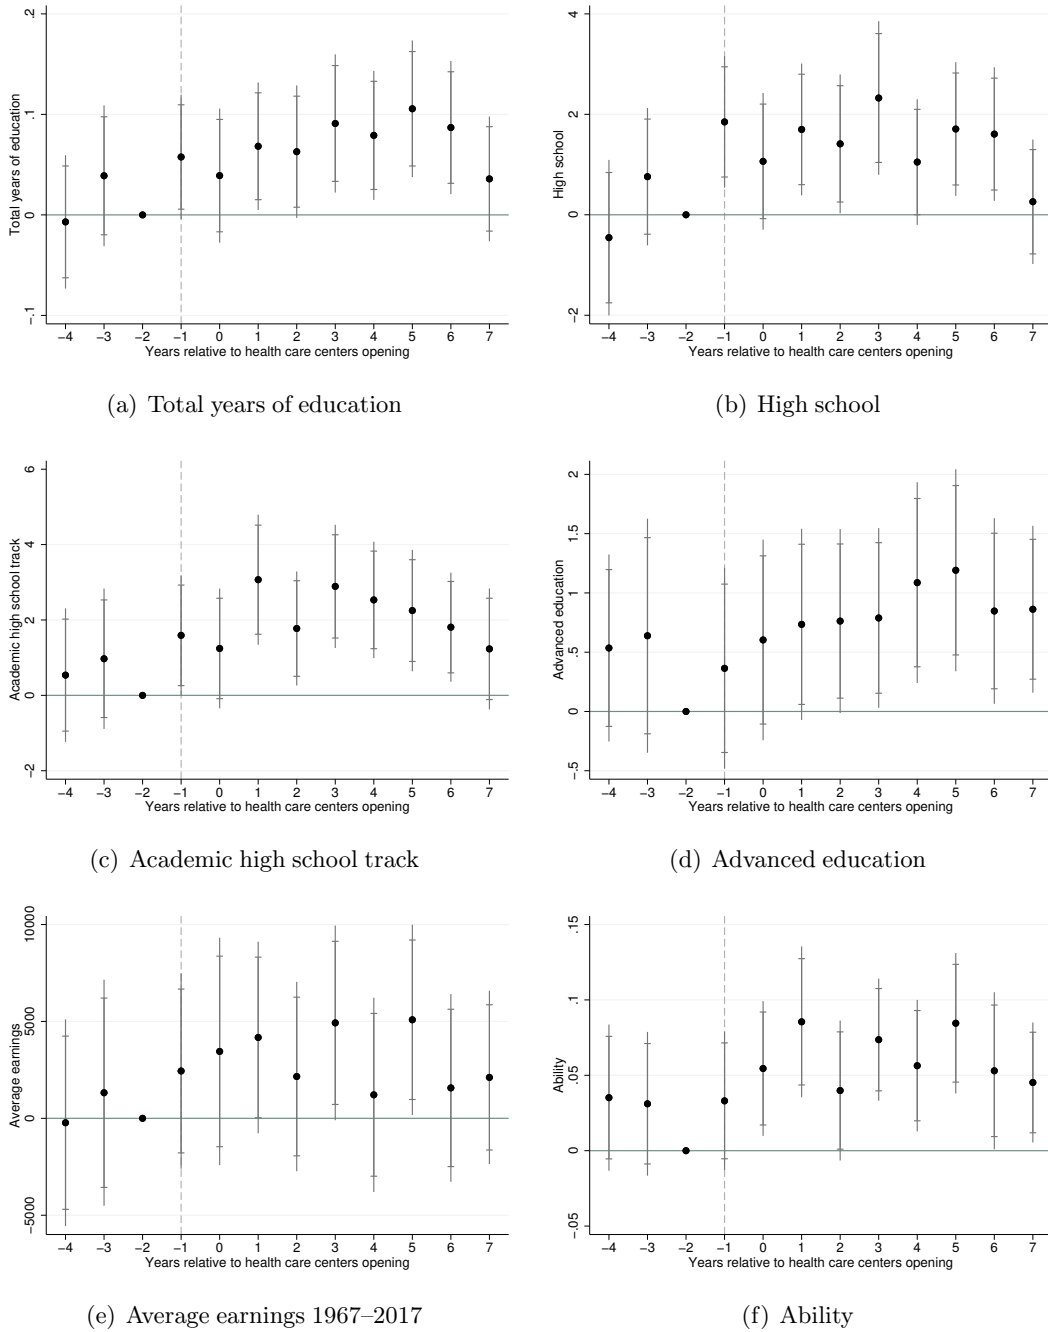 .2
.1
0
-.1
Total years of education
−4 −3 −2 −1 0 1 2 3 4 5 6 7
Years relative to health care centers opening
(a) Total years of education
4
2
0
-2
High school
−4 −3 −2 −1 0 1 2 3 4 5 6 7
Years relative to health care centers opening
(b) High school
6
4
2
0
-2
Academic high school track
−4 −3 −2 −1 0 1 2 3 4 5 6 7
Years relative to health care centers opening
(c) Academic high school track
2
1.5
1
.5
0
-.5
Advanced education
−4 −3 −2 −1 0 1 2 3 4 5 6 7
Years relative to health care centers opening
(d) Advanced education
10000
5000
0
−5000
Average earnings
−4 −3 −2 −1 0 1 2 3 4 5 6 7
Years relative to health care centers opening
(e) Average earnings 1967–2017
.15
.1
.05
0
-.05
Ability
−4 −3 −2 −1 0 1 2 3 4 5 6 7
Years relative to health care centers opening
(f) Ability